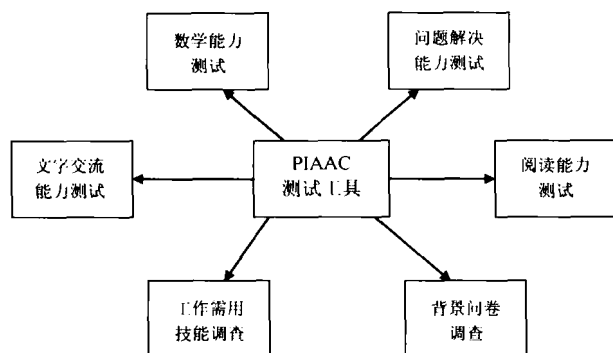 数学能力
测试
问题解决
能力测试
文字交流
能力测试
PIAAC
测试工具
阅读能力
测试
工作需用
技能调查
背景问卷
调查